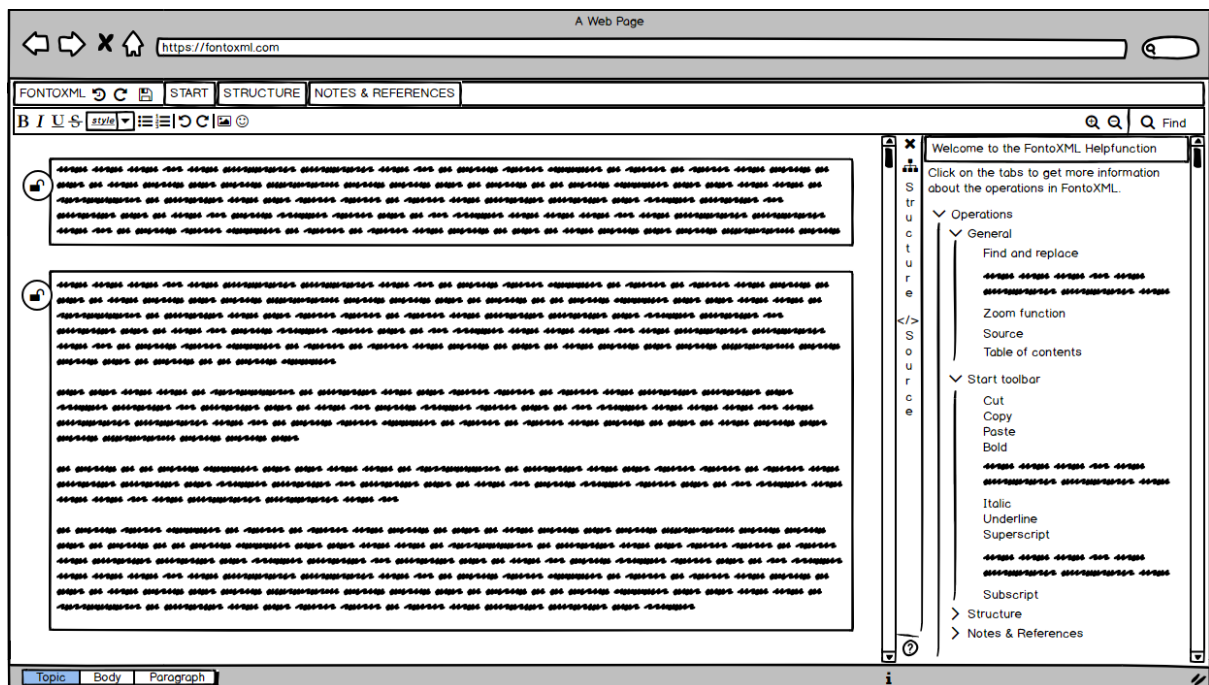 A Web Page
https://fontoxml.com
FONTOXML START STRUCTURE NOTES & REFERENCES
B I U S style Find
Welcome to the FontoXML Helpfunction
Click on the tabs to get more information
about the operations in FontoXML.
Structure
</> Source
Operations
General
Find and replace
Zoom function
Source
Table of contents
Start toolbar
Cut
Copy
Paste
Bold
Italic
Underline
Superscript
Subscript
Structure
Notes & References
?
Topic Body Paragraph i